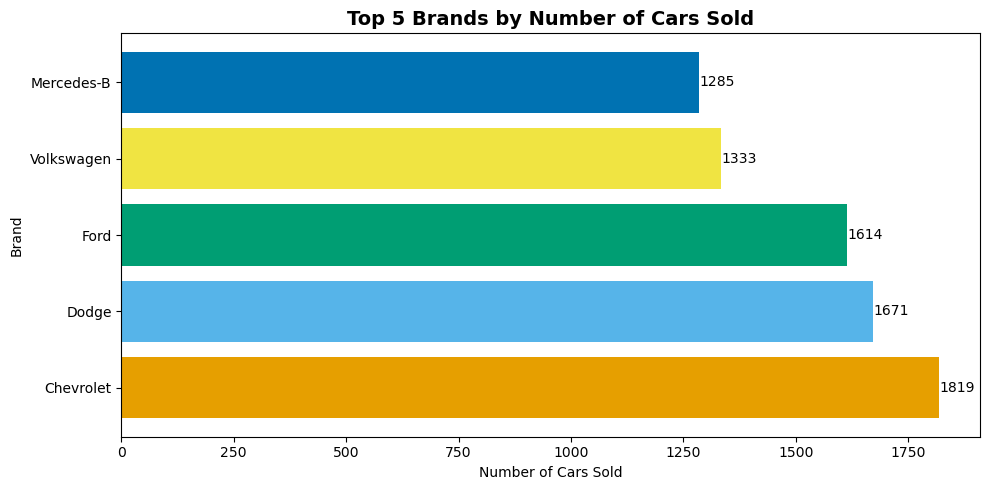 Top 5 Brands by Number of Cars Sold
Brand
Mercedes-B
1285
Volkswagen
1333
Ford
1614
Dodge
1671
Chevrolet
1819
0 250 500 750 1000 1250 1500 1750
Number of Cars Sold